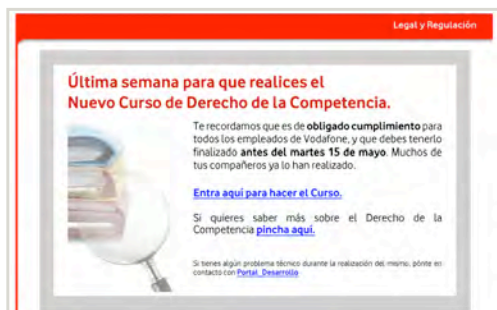 Legal y Regulación
Última semana para que realices el
Nuevo Curso de Derecho de la Competencia.
Te recordamos que es de obligado cumplimiento para
todos los empleados de Vodafone, y que debes tenerlo
finalizado antes del martes 15 de mayo. Muchos de
tus compañeros ya lo han realizado.
Entra aquí para hacer el Curso.
Si quieres saber más sobre el Derecho de la
Competencia pincha aquí.
Si tienes algún problema técnico durante la realización del mismo, pónte en
contacto con Portal_Desarrollo